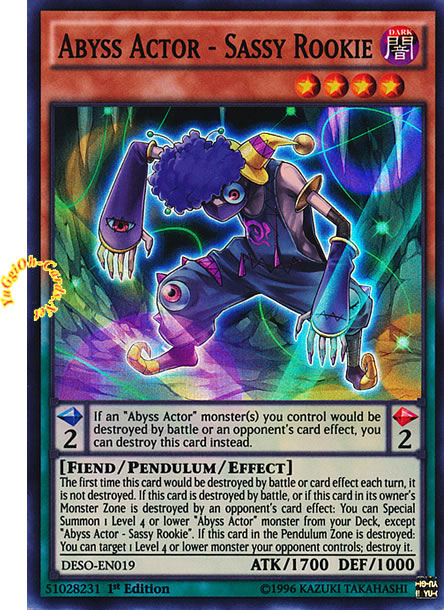 Abyss Actor - Sassy Rookie
DARK
闇
YuGgiOh-Cards.Net
2
If an "Abyss Actor" monster(s) you control would be
destroyed by battle or an opponent's card effect, you
can destroy this card instead.
2
[Fiend/Pendulum/Effect]
The first time this card would be destroyed by battle or card effect each turn, it
is not destroyed. If this card is destroyed by battle, or if this card in its owner's
Monster Zone is destroyed by an opponent's card effect: You can Special
Summon 1 Level 4 or lower "Abyss Actor" monster from your Deck, except
"Abyss Actor - Sassy Rookie". If this card in the Pendulum Zone is destroyed:
You can target 1 Level 4 or lower monster your opponent controls; destroy it.
DESO-EN019
ATK/1700 DEF/1000
51028231 1st Edition
©1996 KAZUKI TAKAHASHI